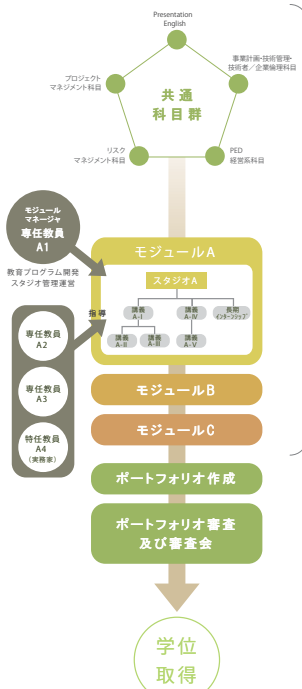 Presentation
English
プロジェクト
マネジメント科目
事業計画・技術管理・
技術者／企業倫理科目
共通
科目群
リスク
マネジメント科目
PED
経営系科目
モジュール
マネージャ
専任教員
A1
教育プログラム開発
スタジオ管理運営
指導
専任教員
A2
専任教員
A3
特任教員
A4
(実務家)
モジュールA
スタジオA
講義
A-I
講義
A-IV
長期
インターンシップ
講義
A-II
講義
A-III
講義
A-V
モジュールB
モジュールC
ポートフォリオ作成
ポートフォリオ審査
及び審査会
学位
取得